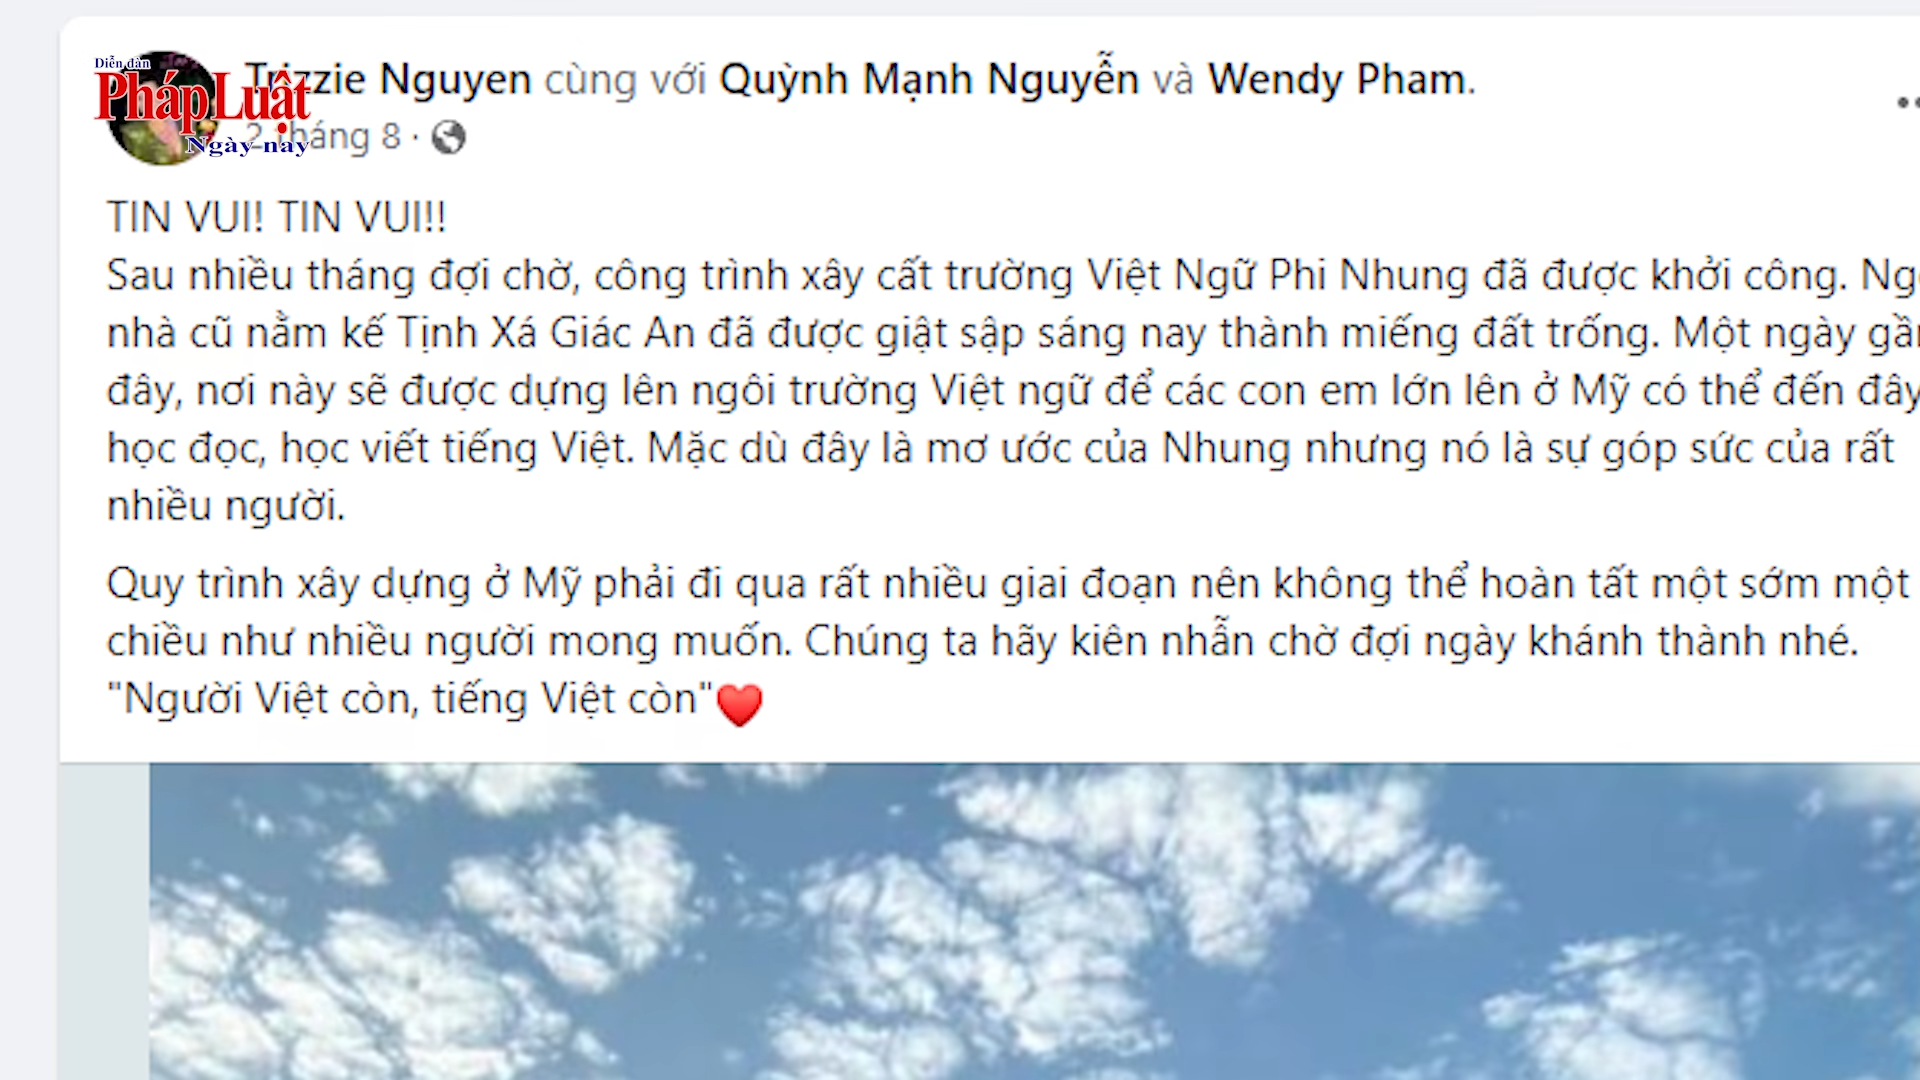 Diễn đàn
Pháp Luật
Ngày nay
Trizzie Nguyen cùng với Quỳnh Mạnh Nguyễn và Wendy Pham.
2 tháng 8 ·
TIN VUI! TIN VUI!!
Sau nhiều tháng đợi chờ, công trình xây cất trường Việt Ngữ Phi Nhung đã được khởi công.
nhà cũ nằm kế Tịnh Xá Giác An đã được giật sập sáng nay thành miếng đất trống. Một ngày
đây, nơi này sẽ được dựng lên ngôi trường Việt ngữ để các con em lớn lên ở Mỹ có thể đến đây
học đọc, học viết tiếng Việt. Mặc dù đây là mơ ước của Nhung nhưng nó là sự góp sức của rất
nhiều người.
Quy trình xây dựng ở Mỹ phải đi qua rất nhiều giai đoạn nên không thể hoàn tất một sớm một
chiều như nhiều người mong muốn. Chúng ta hãy kiên nhẫn chờ đợi ngày khánh thành nhé.
"Người Việt còn, tiếng Việt còn"❤️